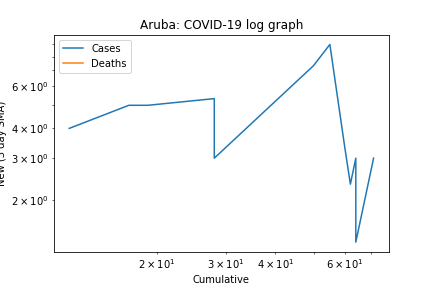 Aruba: COVID-19 log graph
Cases
Deaths
6 × 10⁰
4 × 10⁰
3 × 10⁰
2 × 10⁰
New (3 day SMA)
2 × 10¹ 3 × 10¹ 4 × 10¹ 6 × 10¹
Cumulative